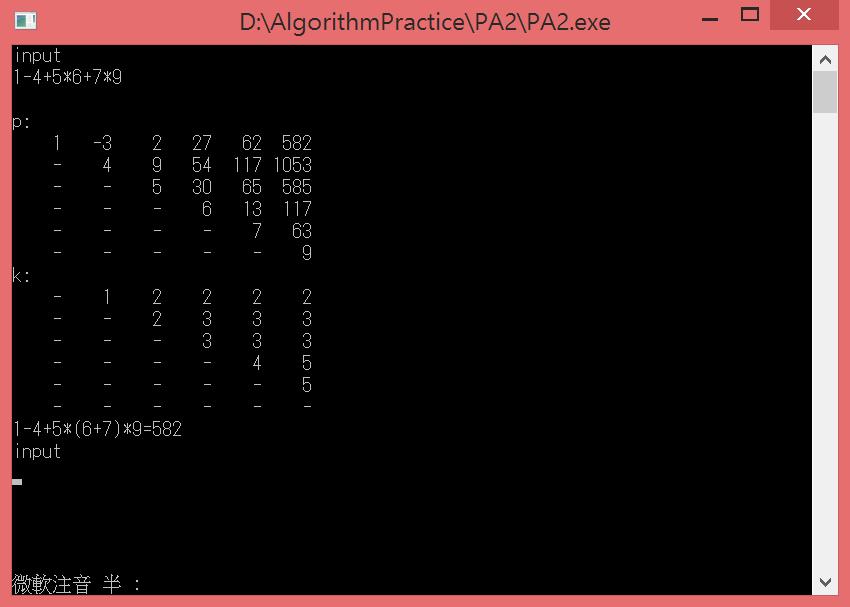 D:\AlgorithmPractice\PA2\PA2.exe
input
1-4+5*6+7*9
p:
1 -3 2 27 62 582
- 4 9 54 117 1053
- - 5 30 65 585
- - - 6 13 117
- - - - 7 63
- - - - - 9
k:
- 1 2 2 2 2
- - 2 3 3 3
- - - 3 3 3
- - - - 4 5
- - - - - 5
- - - - - -
1-4+5*(6+7)*9=582
input
微軟注音 半 :